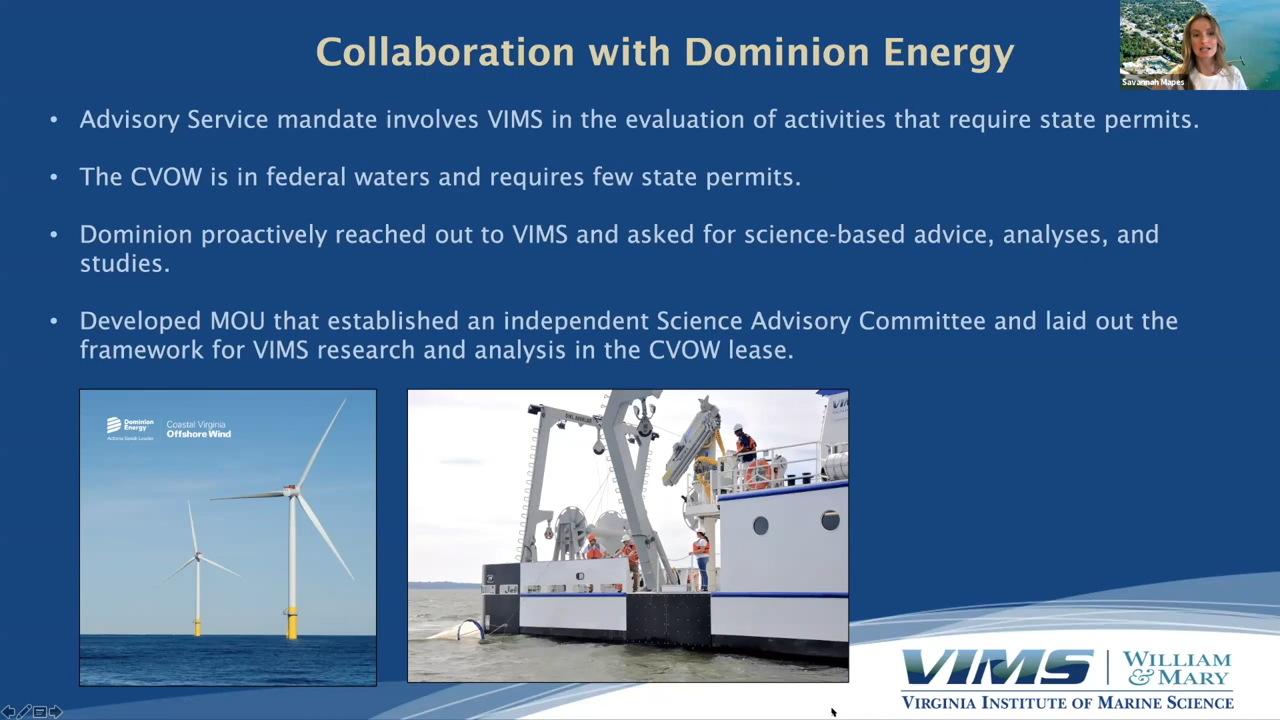 Collaboration with Dominion Energy
Savannah Mapes
• Advisory Service mandate involves VIMS in the evaluation of activities that require state permits.
• The CVOW is in federal waters and requires few state permits.
• Dominion proactively reached out to VIMS and asked for science-based advice, analyses, and
studies.
• Developed MOU that established an independent Science Advisory Committee and laid out the
framework for VIMS research and analysis in the CVOW lease.
Dominion
Energy
Coastal Virginia
Offshore Wind
VIMS
VIMS
WILLIAM
& MARY
VIRGINIA INSTITUTE OF MARINE SCIENCE